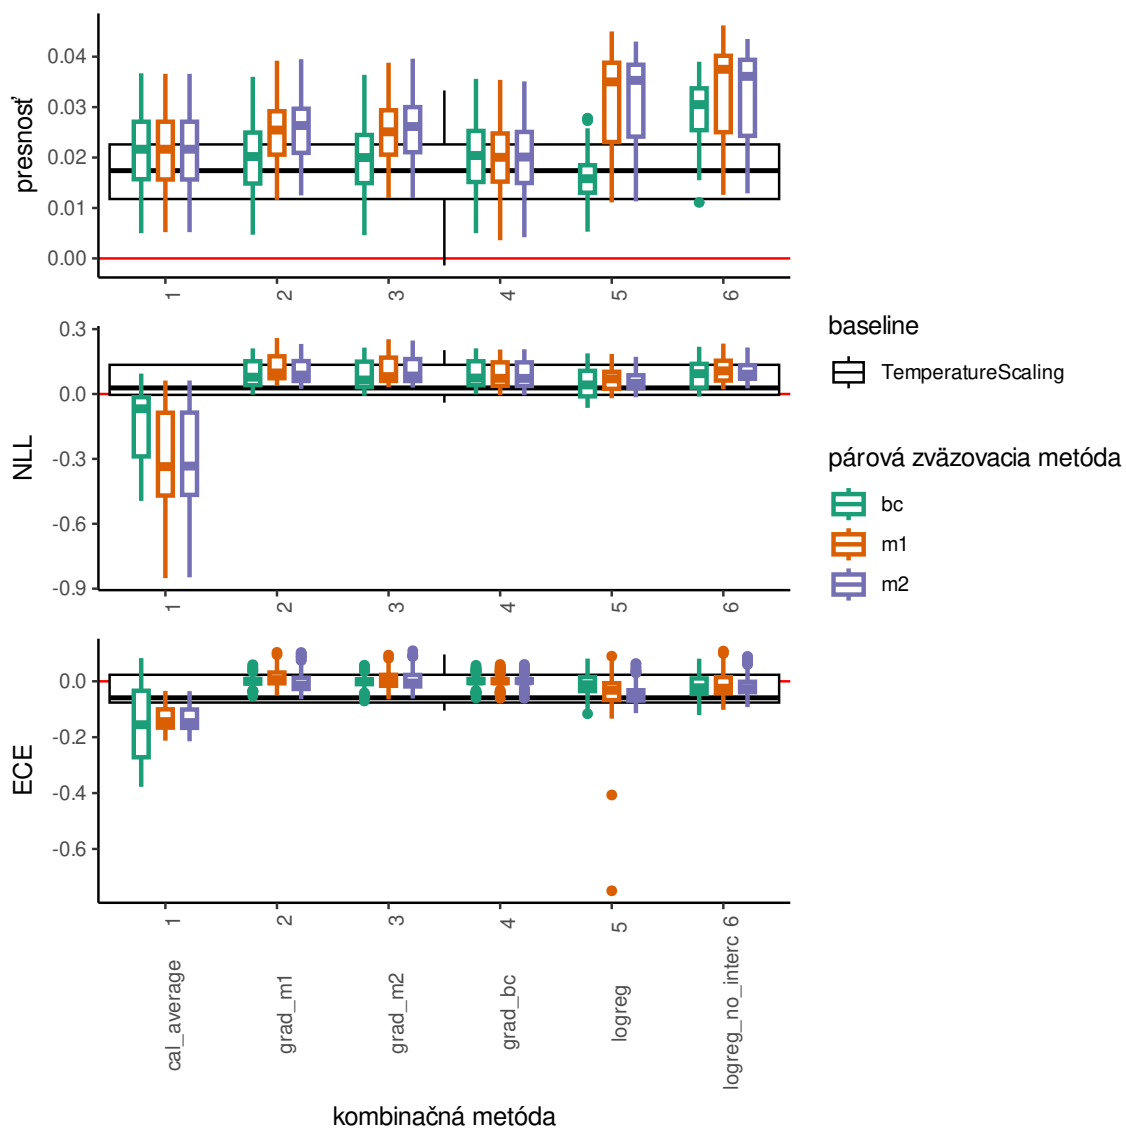 presnosť
0.04
0.03
0.02
0.01
0.00
1
2
3
4
5
6
NLL
0.3
0.0
-0.3
-0.6
-0.9
1
2
3
4
5
6
ECE
0.0
-0.2
-0.4
-0.6
1
2
3
4
5
6
cal_average
grad_m1
grad_m2
grad_bc
logreg
logreg_no_interc
kombinačná metóda
baseline
TemperatureScaling
párová zväzovacia metóda
bc
m1
m2